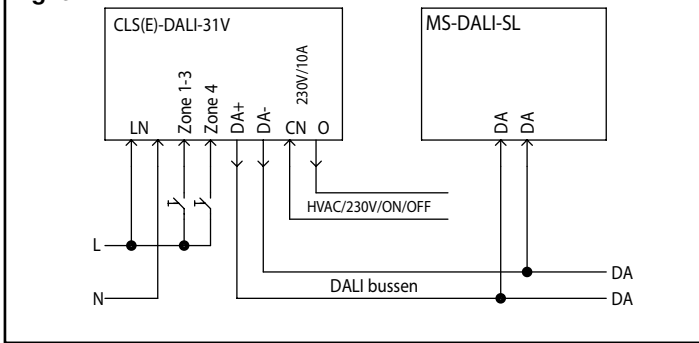 CLS(E)-DALI-31V
MS-DALI-SL
LN
Zone 1-3
Zone 4
DA+
DA-
230V/10A
CN O
DA
DA
HVAC/230V/ON/OFF
L
N
DALI bussen
DA
DA